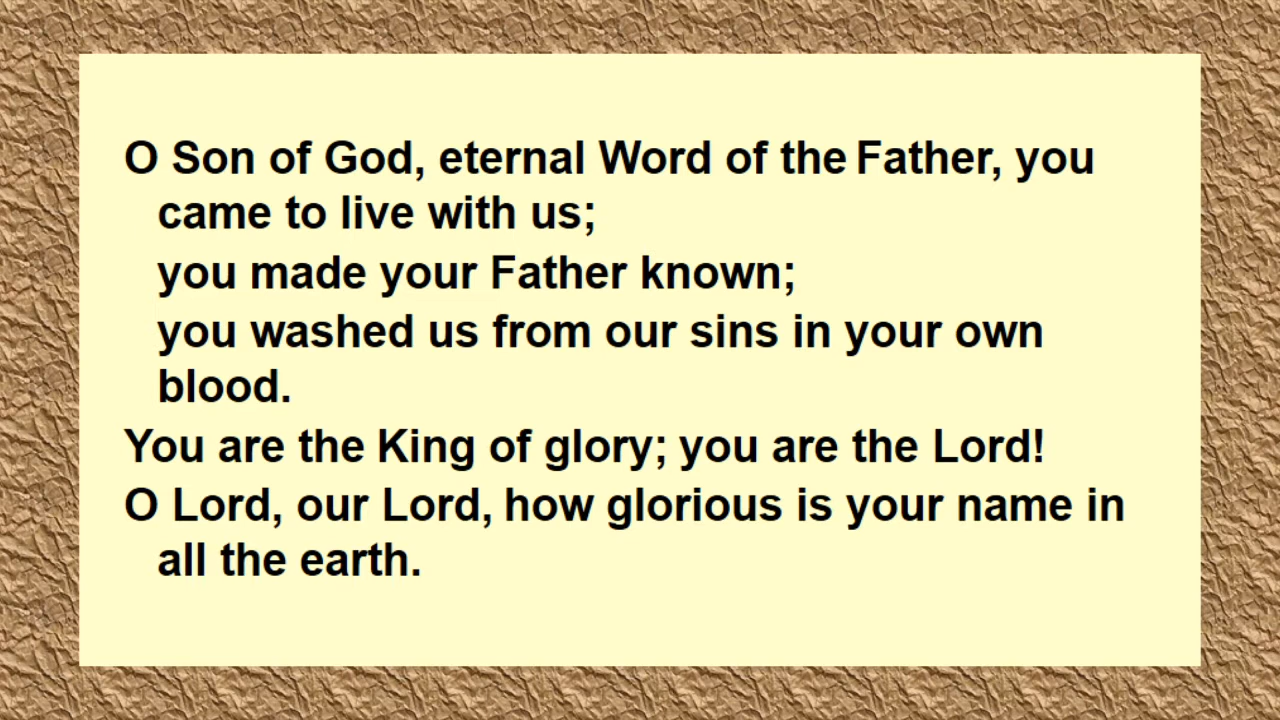 O Son of God, eternal Word of the Father, you
came to live with us;
you made your Father known;
you washed us from our sins in your own
blood.
You are the King of glory; you are the Lord!
O Lord, our Lord, how glorious is your name in
all the earth.